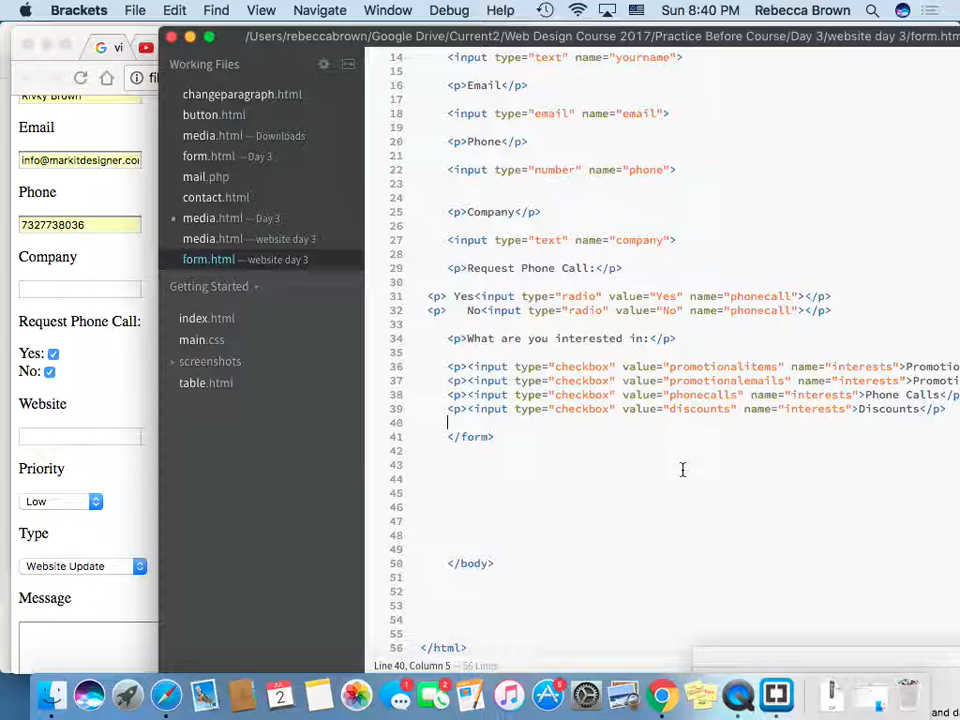 Brackets File Edit Find View Navigate Window Debug Help Sun 8:40 PM Rebecca Brown
/Users/rebeccabrown/Google Drive/Current2/Web Design Course 2017/Practice Before Course/Day 3/website day 3/form.htm
G vi
Working Files
changeparagraph.html
button.html
media.html — Downloads
form.html — Day 3
mail.php
contact.html
media.html — Day 3
media.html — website day 3
form.html — website day 3
Getting Started
index.html
main.css
screenshots
table.html
Rivky Brown
Email
info@markitdesigner.co
Phone
7327738036
Company
Request Phone Call:
Yes:
No:
Website
Priority
Low
Type
Website Update
Message
14 <input type="text" name="yourname">
15
16 <p>Email</p>
17
18 <input type="email" name="email">
19
20 <p>Phone</p>
21
22 <input type="number" name="phone">
23
24
25 <p>Company</p>
26
27 <input type="text" name="company">
28
29 <p>Request Phone Call:</p>
30
31 <p> Yes<input type="radio" value="Yes" name="phonecall"></p>
32 <p> No<input type="radio" value="No" name="phonecall"></p>
33
34 <p>What are you interested in:</p>
35
36 <p><input type="checkbox" value="promotionalitems" name="interests">Promotio
37 <p><input type="checkbox" value="promotionalemails" name="interests">Promoti
38 <p><input type="checkbox" value="phonecalls" name="interests">Phone Calls</p
39 <p><input type="checkbox" value="discounts" name="interests">Discounts</p>
40
41 </form>
42
43
44
45
46
47
48
49
50 </body>
51
52
53
54
55
56 </html>
Line 40, Column 5 — 56 Lines
and d